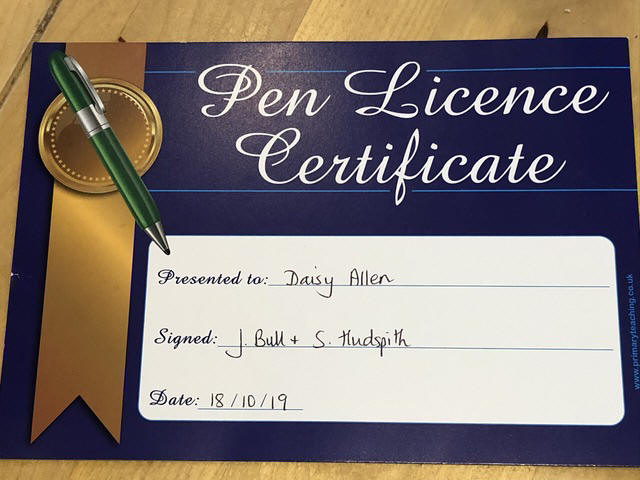 Pen Licence
Certificate
Presented to: Daisy Allen
Signed: J. Bull + S. Hudspith
Date: 18/10/19
www.primaryteaching.co.uk